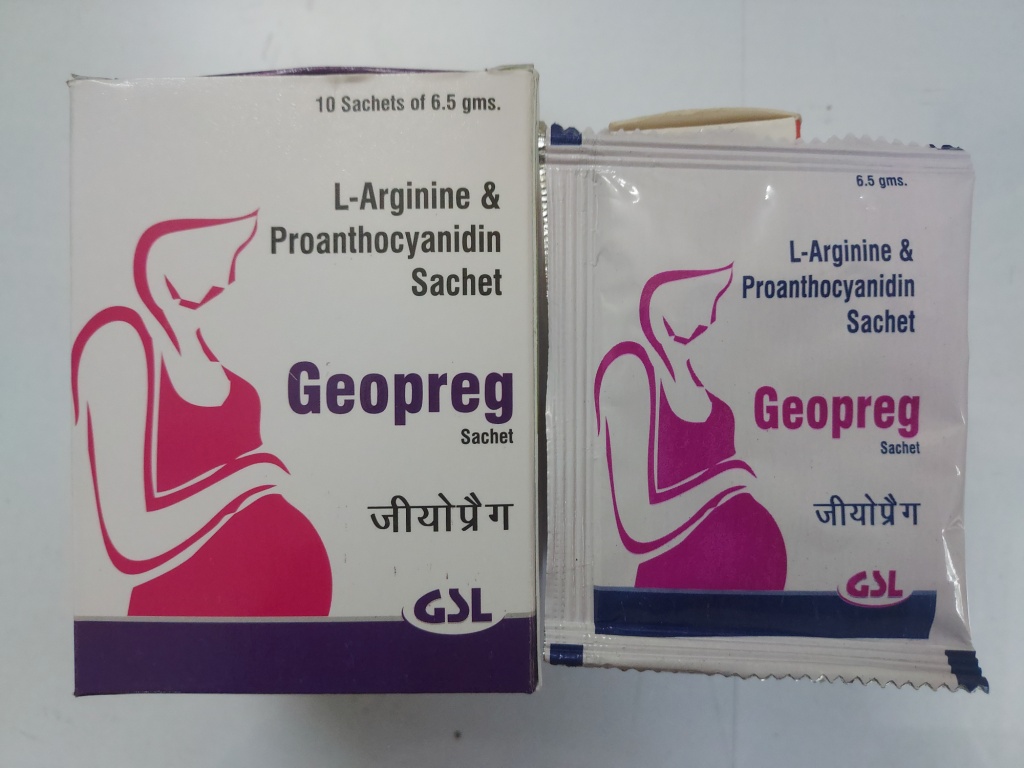 10 Sachets of 6.5 gms.
L-Arginine &
Proanthocyanidin
Sachet
Geopreg
Sachet
जीयोप्रैग
GSL
6.5 gms.
L-Arginine &
Proanthocyanidin
Sachet
Geopreg
Sachet
जीयोप्रैग
GSL